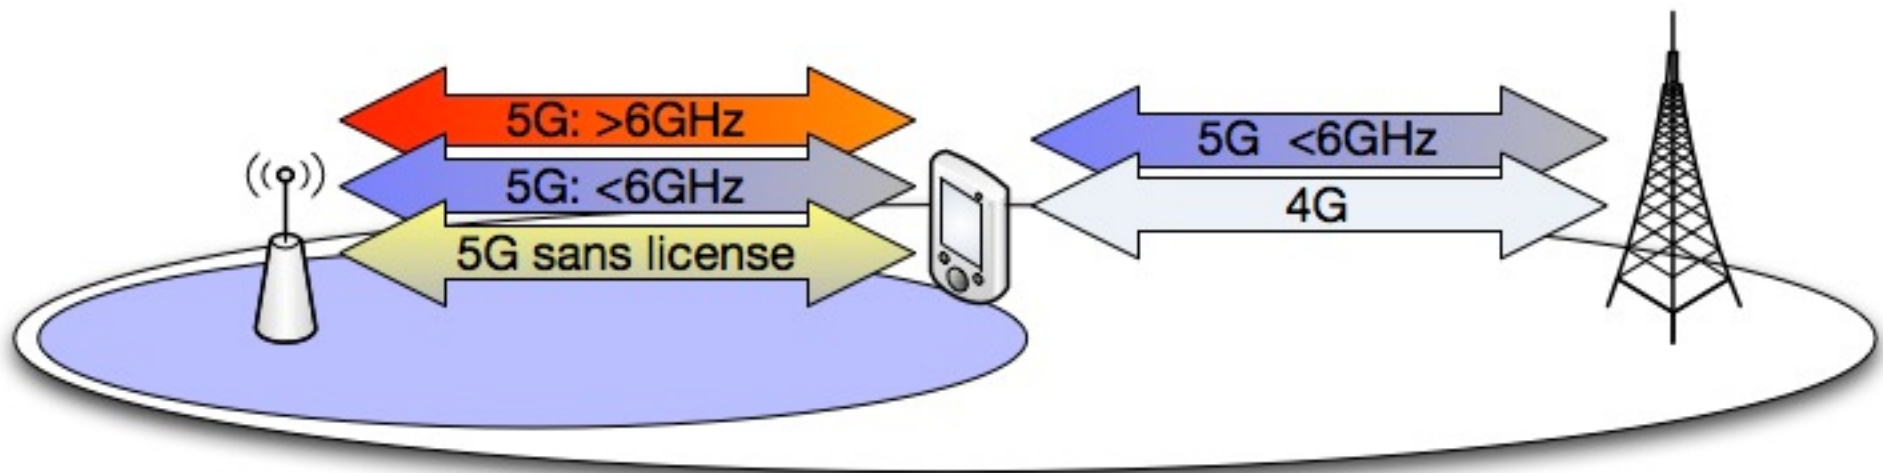 5G: >6GHz
5G: <6GHz
5G sans license
5G  <6GHz
4G